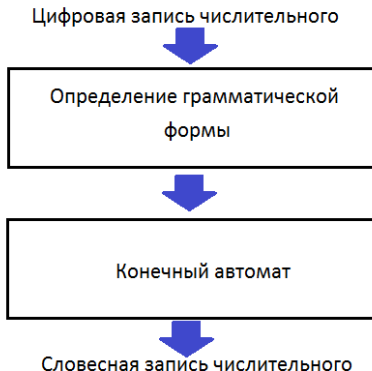 Цифровая запись числительного
Определение грамматической
формы
Конечный автомат
Словесная запись числительного